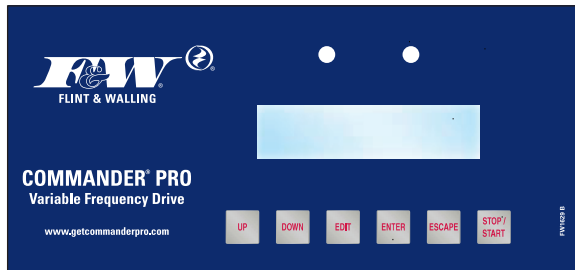 F&W®
FLINT & WALLING
COMMANDER® PRO
Variable Frequency Drive
www.getcommanderpro.com
UP
DOWN
EDIT
ENTER
ESCAPE
STOP*/
START
FW1629 B